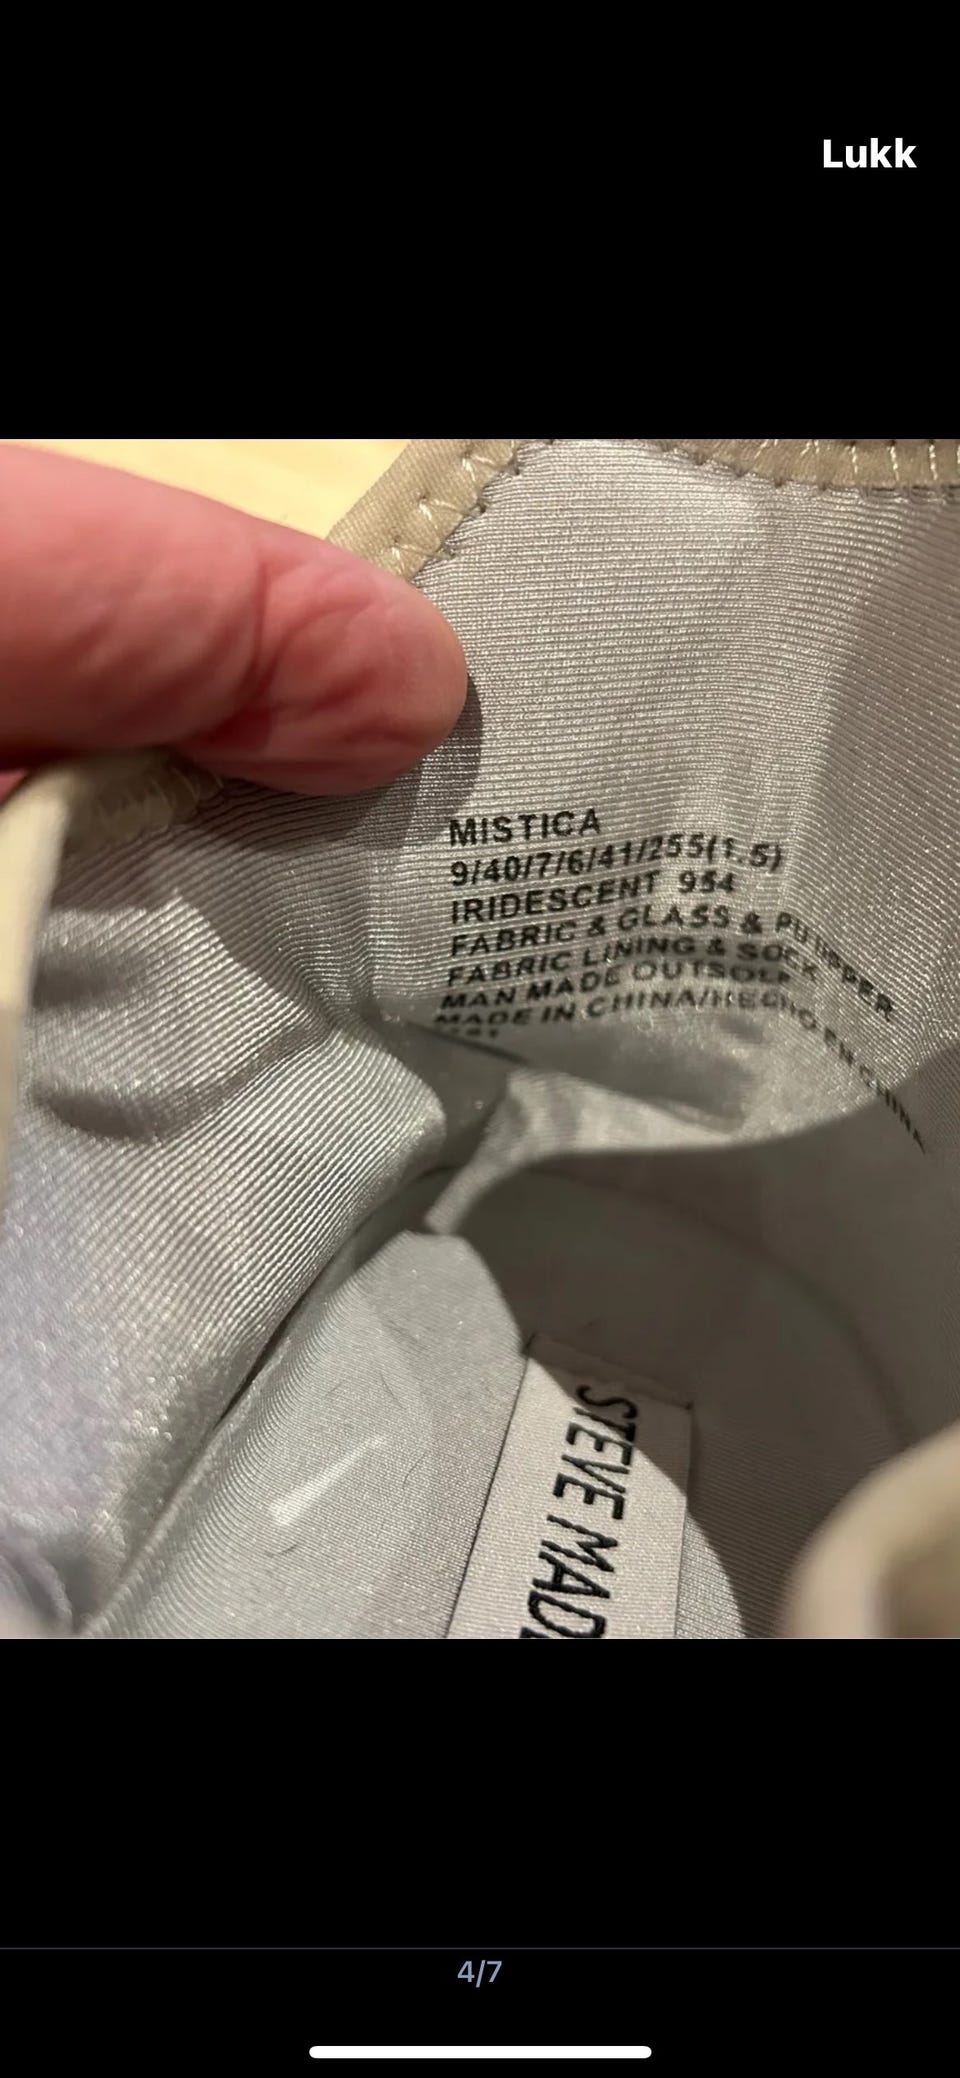 Lukk
MISTICA
9/40/7/6/41/255(1.5)
IRIDESCENT 954
FABRIC & GLASS & PU UPPER
FABRIC LINING & SOCK
MAN MADE OUTSOLE
MADE IN CHINA/HECHO EN CHINA
STEVE MADE
4/7